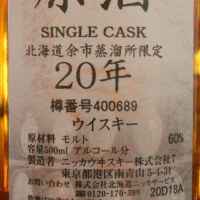 原酒
SINGLE CASK
北海道余市蒸溜所限定
20年
樽番号400689
ウイスキー
原材料 モルト 60%
容量500ml アルコール分
製造者 ニッカウヰスキー株式会社7
東京都港区南青山5-4-31
お問い合せ 株式会社北海道ニッカサービス
0120-170-389 20D18A